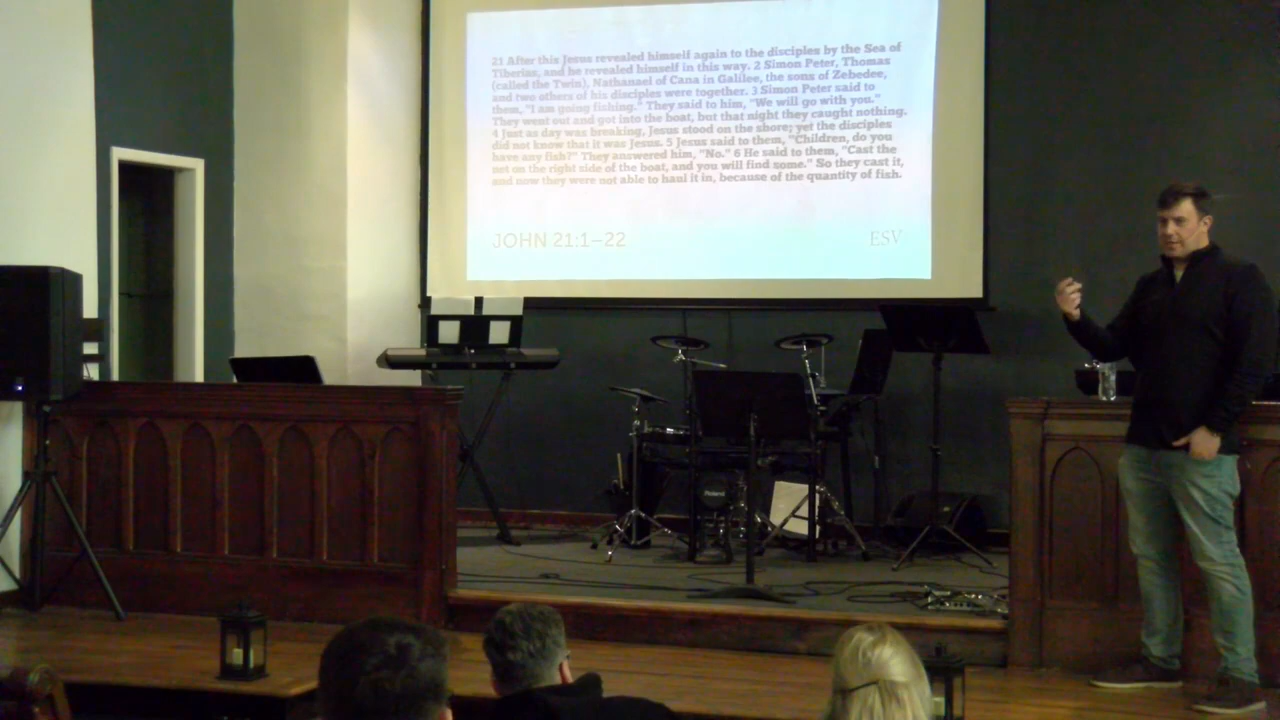 21 After this Jesus revealed himself again to the disciples by the Sea of
Tiberias, and he revealed himself in this way. 2 Simon Peter, Thomas
(called the Twin), Nathanael of Cana in Galilee, the sons of Zebedee,
and two others of his disciples were together. 3 Simon Peter said to
them, "I am going fishing." They said to him, "We will go with you."
They went out and got into the boat, but that night they caught nothing.
4 Just as day was breaking, Jesus stood on the shore; yet the disciples
did not know that it was Jesus. 5 Jesus said to them, "Children, do you
have any fish?" They answered him, "No." 6 He said to them, "Cast the
net on the right side of the boat, and you will find some." So they cast it,
and now they were not able to haul it in, because of the quantity of fish.
JOHN 21:1–22
ESV
Roland